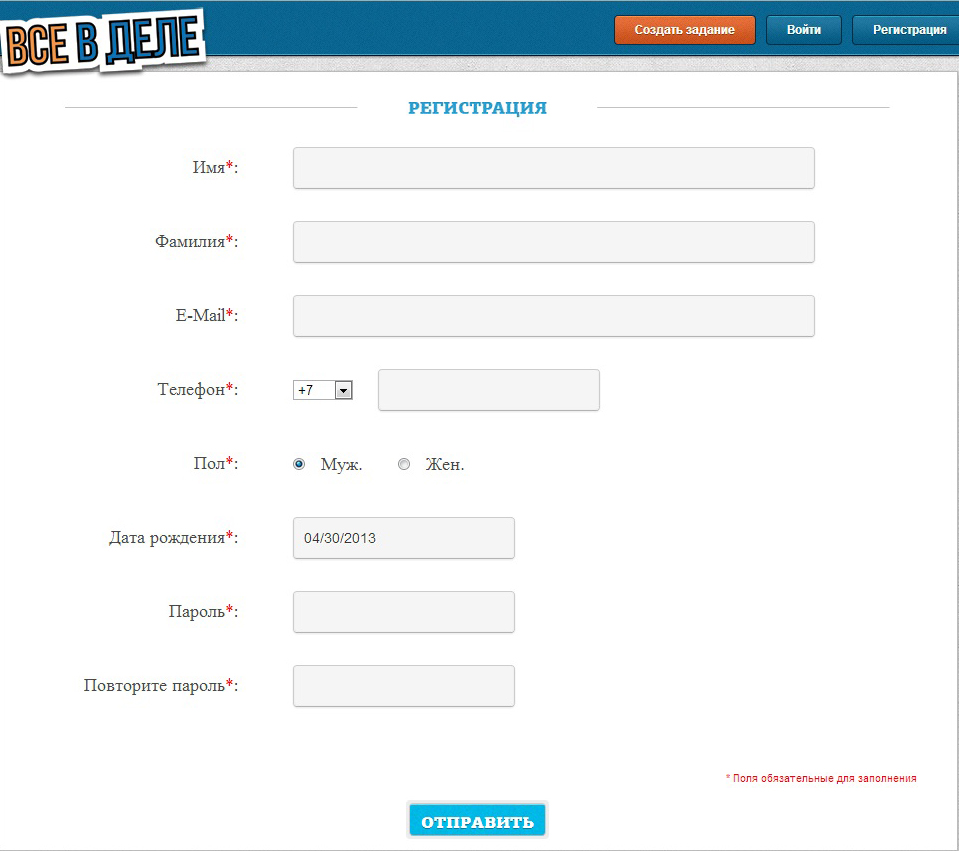 ВСЕ В ДЕЛЕ
Создать задание
Войти
Регистрация
РЕГИСТРАЦИЯ
Имя*:
Фамилия*:
E-Mail*:
Телефон*: +7
Пол*: Муж. Жен.
Дата рождения*: 04/30/2013
Пароль*:
Повторите пароль*:
* Поля обязательные для заполнения
ОТПРАВИТЬ